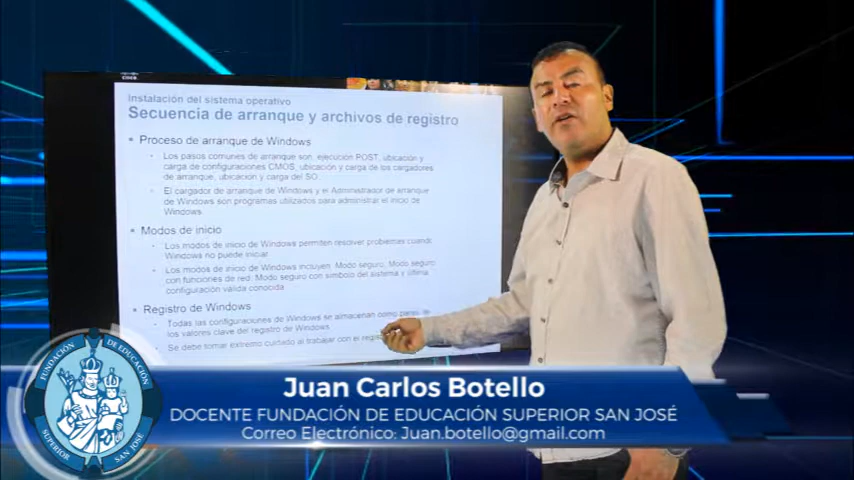 Instalación del sistema operativo
Secuencia de arranque y archivos de registro
▪ Proceso de arranque de Windows
• Los pasos comunes de arranque son: ejecución POST, ubicación y
carga de configuraciones CMOS, ubicación y carga de los cargadores
de arranque, ubicación y carga del SO.
• El cargador de arranque de Windows y el Administrador de arranque
de Windows son programas utilizados para administrar el inicio de
Windows.
▪ Modos de inicio
• Los modos de inicio de Windows permiten resolver problemas cuando
Windows no puede iniciar.
• Los modos de inicio de Windows incluyen: Modo seguro, Modo seguro
con funciones de red, Modo seguro con símbolo del sistema y última
configuración válida conocida.
▪ Registro de Windows
• Todas las configuraciones de Windows se almacenan como pares de
los valores clave del registro de Windows
• Se debe tomar extremo cuidado al trabajar con el
FUNDACIÓN DE EDUCACIÓN
SUPERIOR SAN JOSÉ
Juan Carlos Botello
DOCENTE FUNDACIÓN DE EDUCACIÓN SUPERIOR SAN JOSÉ
Correo Electrónico: Juan.botello@gmail.com